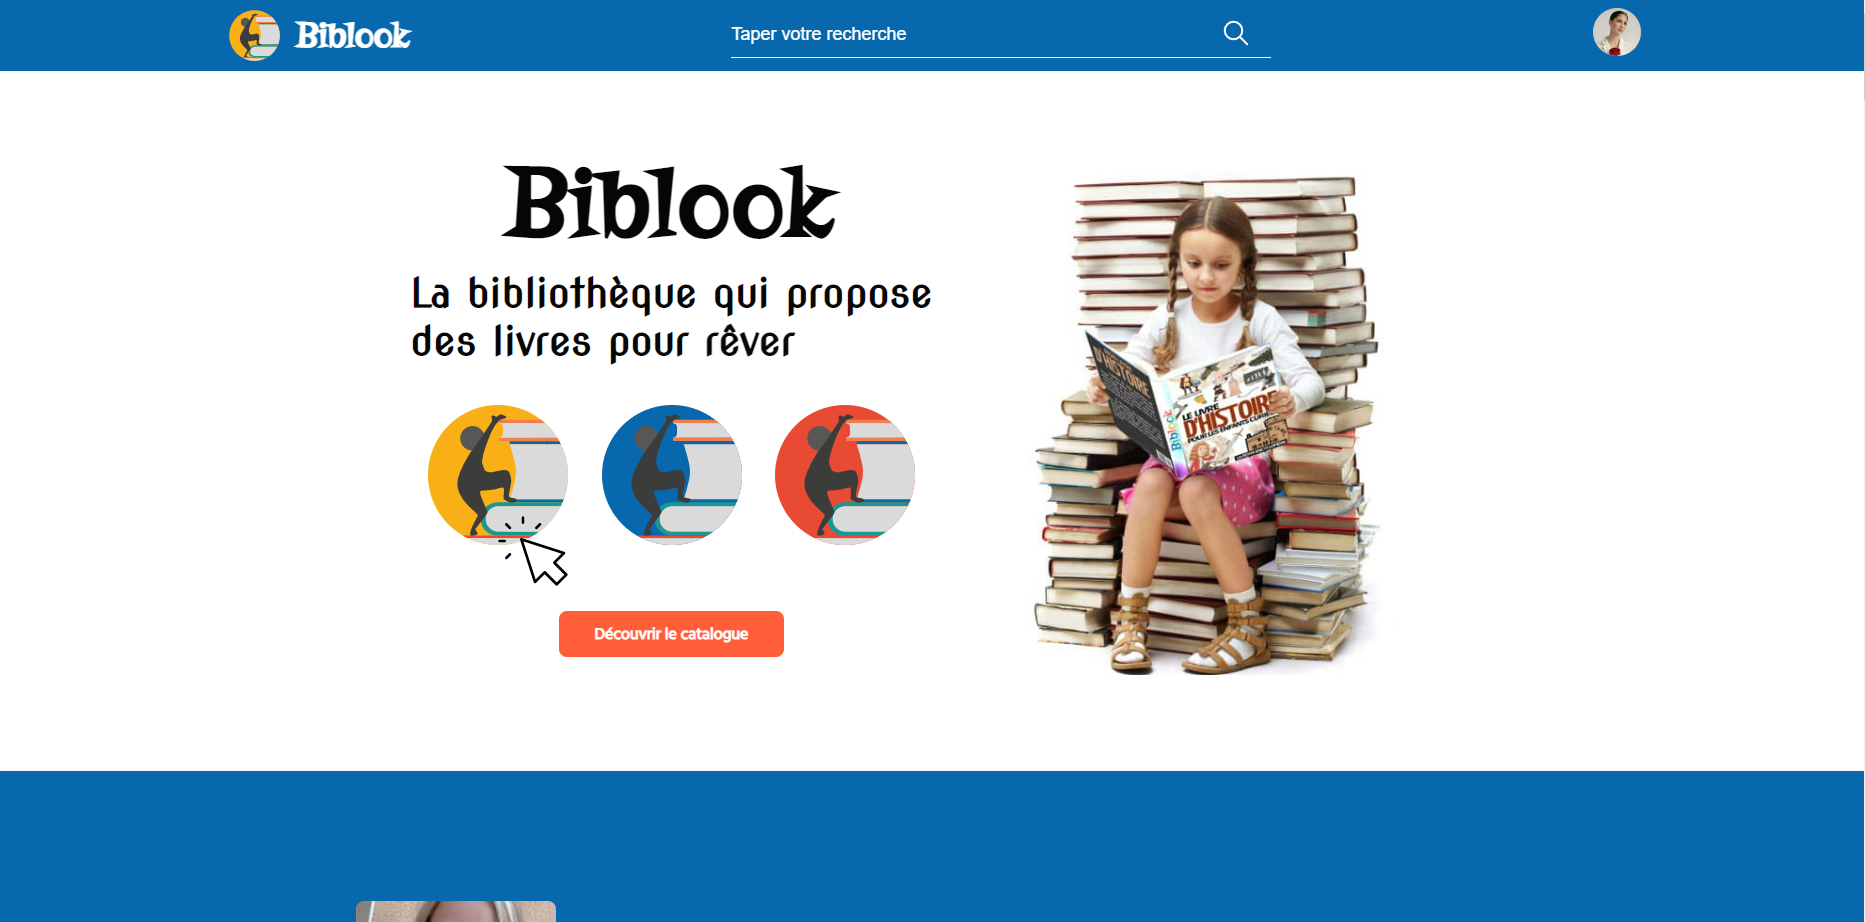 Biblook
Taper votre recherche
Biblook
La bibliothèque qui propose
des livres pour rêver
D'HISTOIRE
Biblook
LE LIVRE
D'HISTOIRE
POUR LES ENFANTS CURIEUX
Découvrir le catalogue